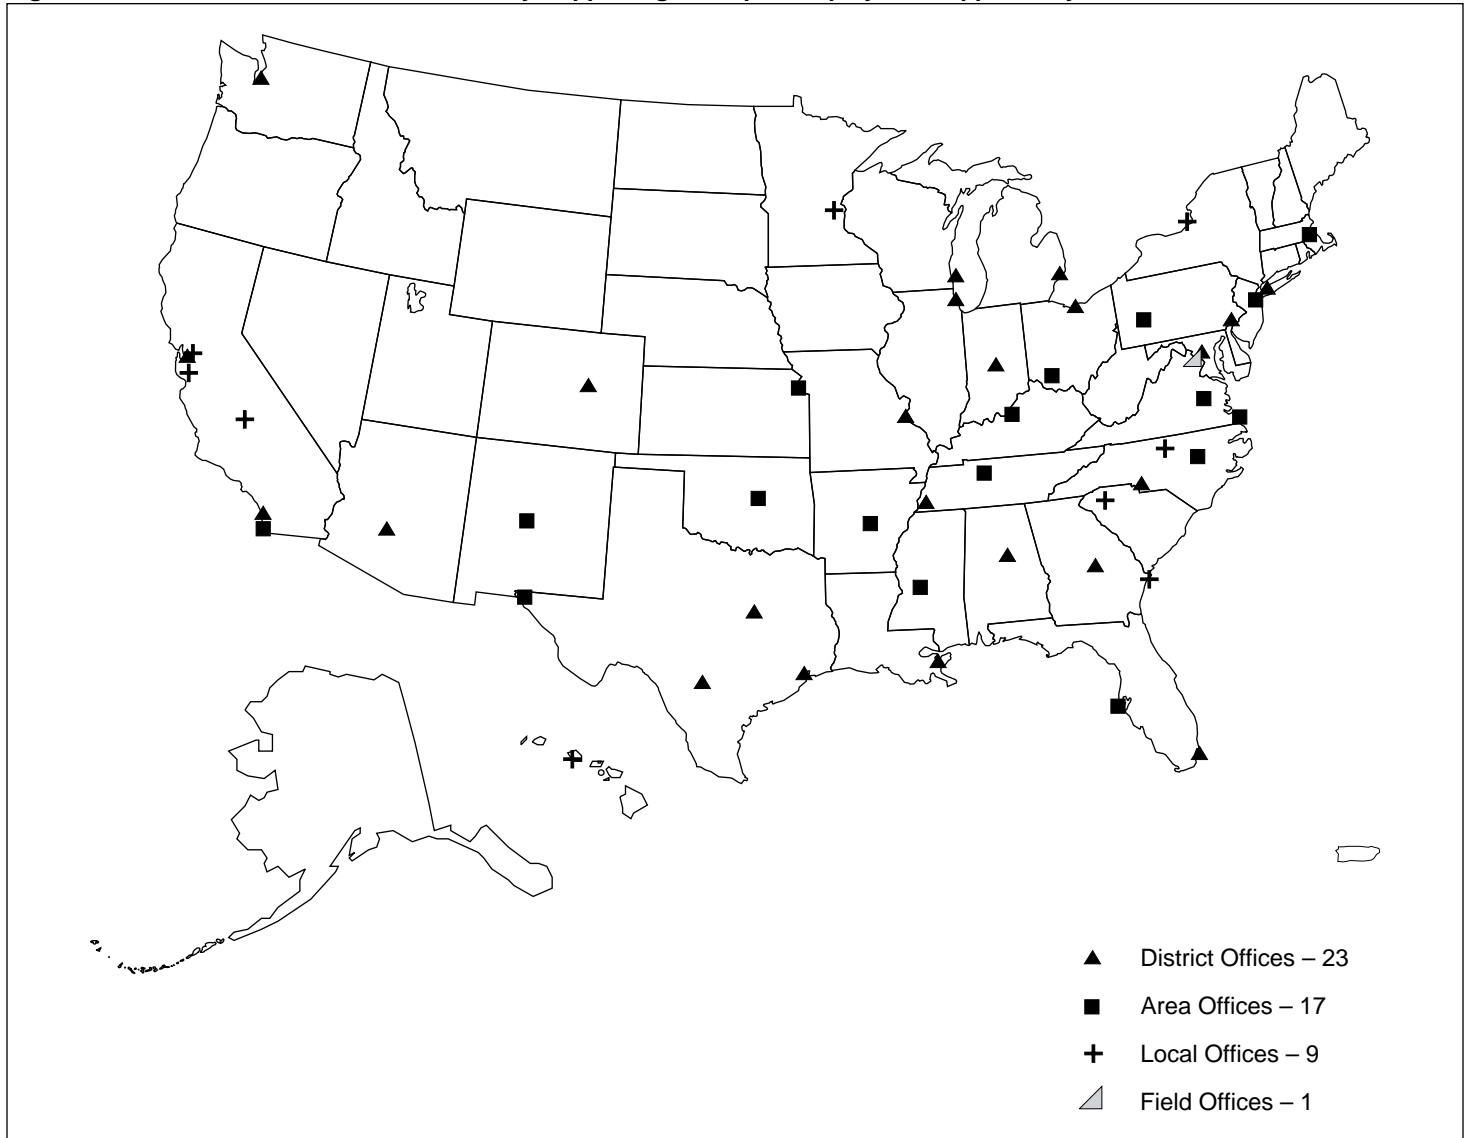 District Offices – 23
Area Offices – 17
Local Offices – 9
Field Offices – 1